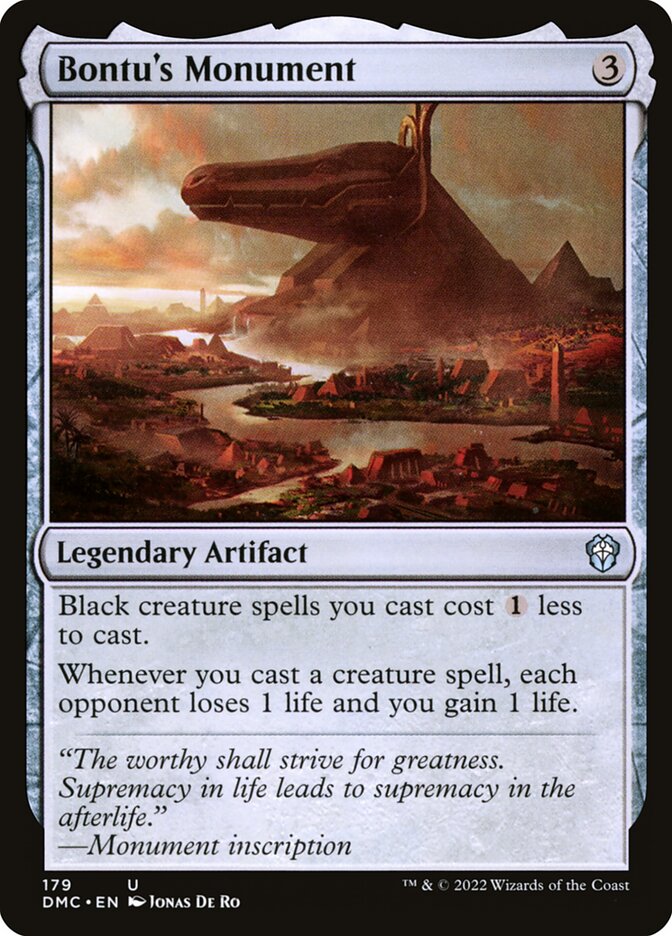 Bontu's Monument 3
Legendary Artifact
Black creature spells you cast cost 1 less
to cast.
Whenever you cast a creature spell, each
opponent loses 1 life and you gain 1 life.
“The worthy shall strive for greatness.
Supremacy in life leads to supremacy in the
afterlife.”
—Monument inscription
179 U
DMC • EN Jonas De Ro
™ & © 2022 Wizards of the Coast